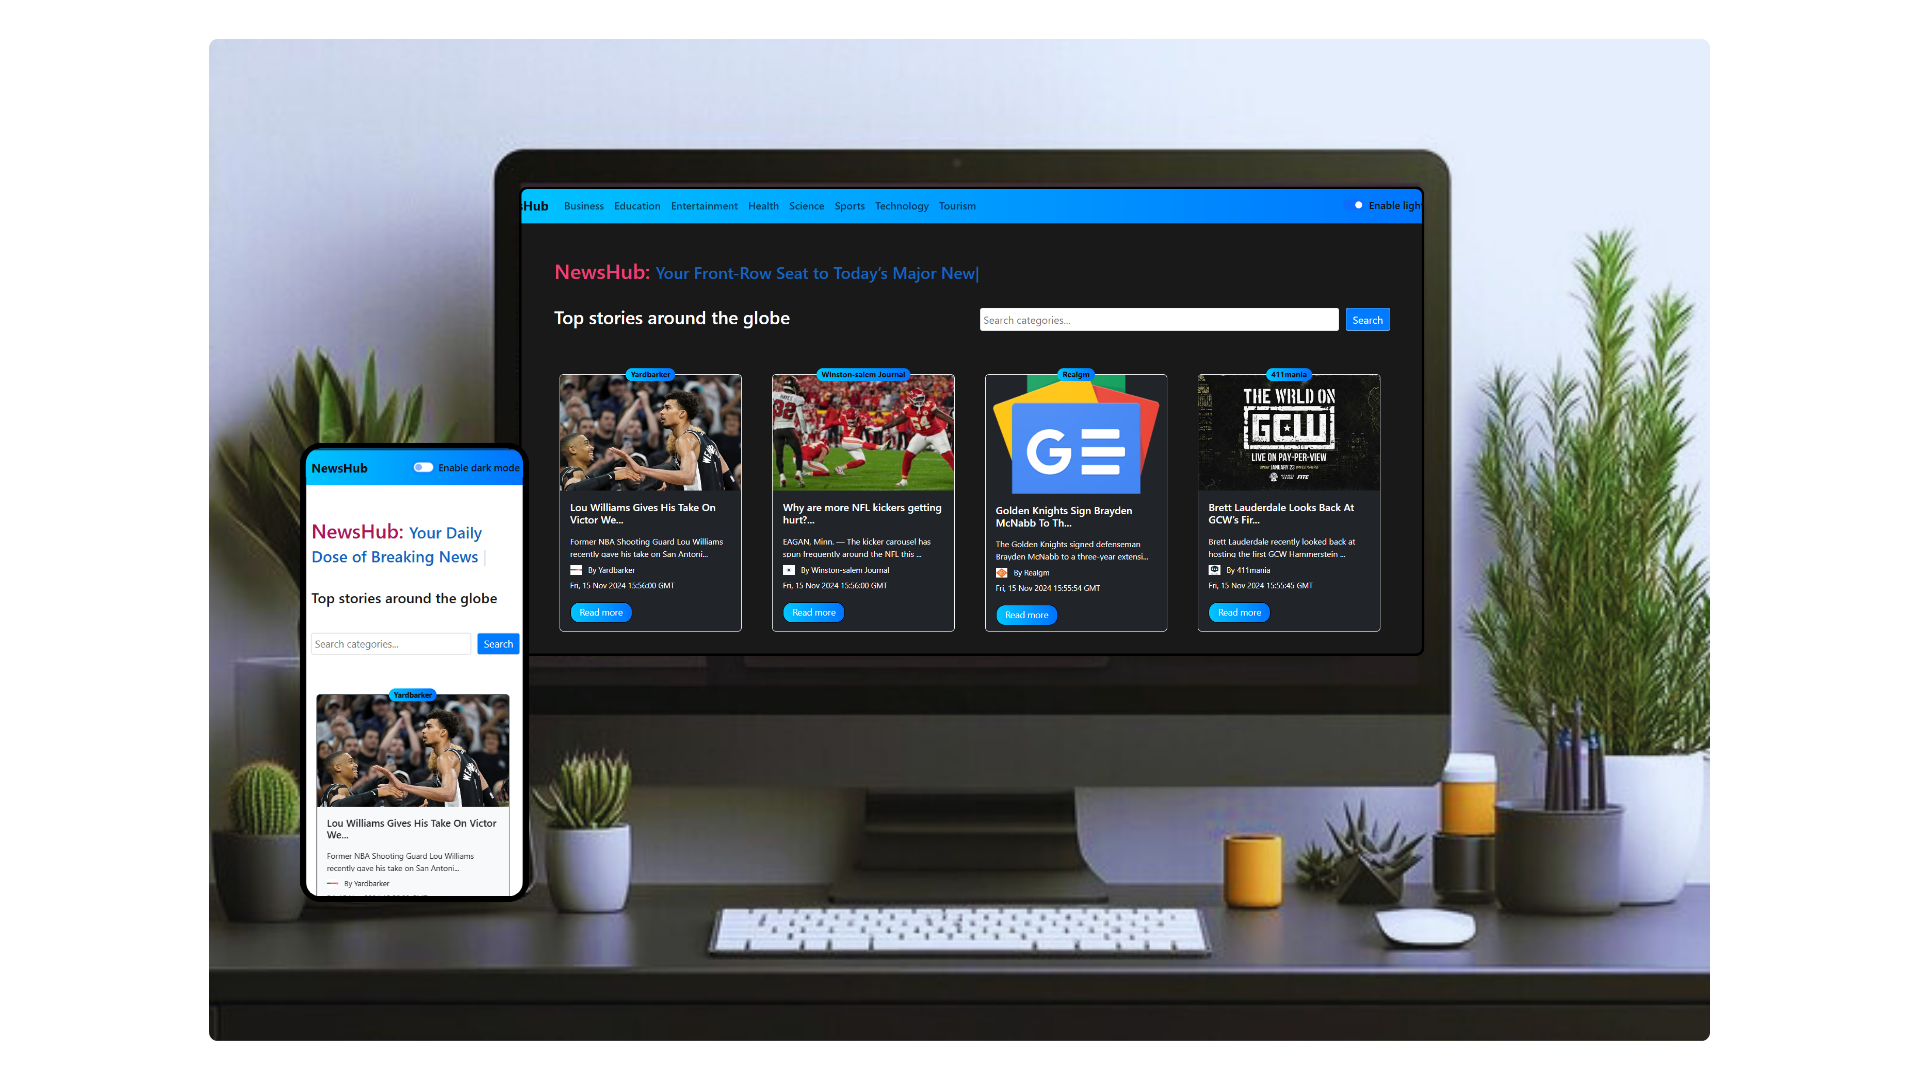 sHub Business Education Entertainment Health Science Sports Technology Tourism Enable ligh
NewsHub: Your Front-Row Seat to Today's Major New|
Top stories around the globe
Search categories...
Search
Yardbarker
Lou Williams Gives His Take On
Victor We...
Former NBA Shooting Guard Lou Williams
recently gave his take on San Antoni...
By Yardbarker
Fri, 15 Nov 2024 15:56:00 GMT
Read more
Winston-salem Journal
Why are more NFL kickers getting
hurt?...
EAGAN, Minn. — The kicker carousel has
spun frequently around the NFL this ...
By Winston-salem Journal
Fri, 15 Nov 2024 15:56:00 GMT
Read more
Realgm
G
Golden Knights Sign Brayden
McNabb To Th...
The Golden Knights signed defenseman
Brayden McNabb to a three-year extensi...
By Realgm
Fri, 15 Nov 2024 15:55:54 GMT
Read more
411mania
THE WRLD ON
GCW
LIVE ON PAY-PER-VIEW
Brett Lauderdale Looks Back At
GCW's Fir...
Brett Lauderdale recently looked back at
hosting the first GCW Hammerstein ...
By 411mania
Fri, 15 Nov 2024 15:55:45 GMT
Read more
NewsHub Enable dark mode
NewsHub: Your Daily
Dose of Breaking News |
Top stories around the globe
Search categories...
Search
Yardbarker
Lou Williams Gives His Take On Victor
We...
Former NBA Shooting Guard Lou Williams
recently gave his take on San Antoni...
By Yardbarker